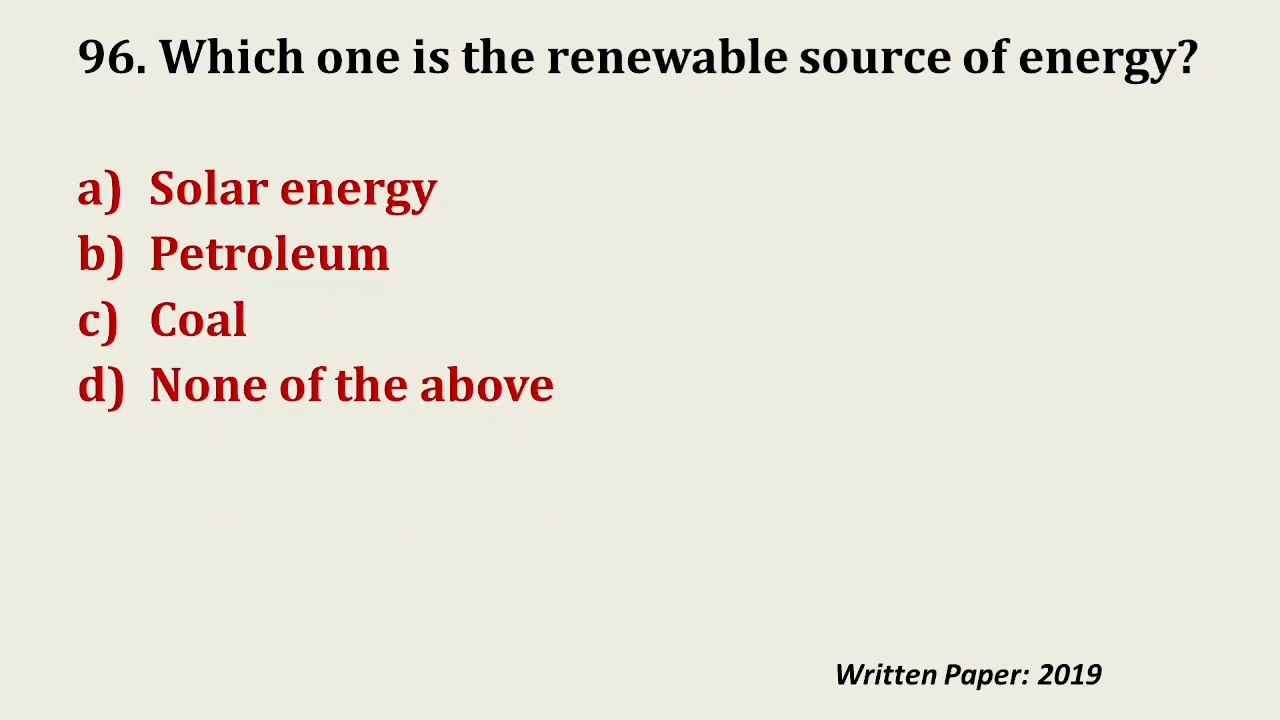 96. Which one is the renewable source of energy?
a) Solar energy
b) Petroleum
c) Coal
d) None of the above
Written Paper: 2019